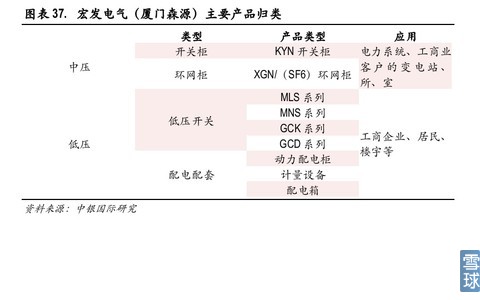 图表 37. 宏发电气（厦门森源）主要产品归类
类型 产品类型 应用
中压 开关柜 KYN 开关柜 电力系统、工商业
环网柜 XGN/（SF6）环网柜 客户的变电站、
所、室
低压 低压开关 MLS 系列 工商企业、居民、
MNS 系列 楼宇等
GCK 系列
GCD 系列
配电配套 动力配电柜
计量设备
配电箱
资料来源：中银国际研究
雪球